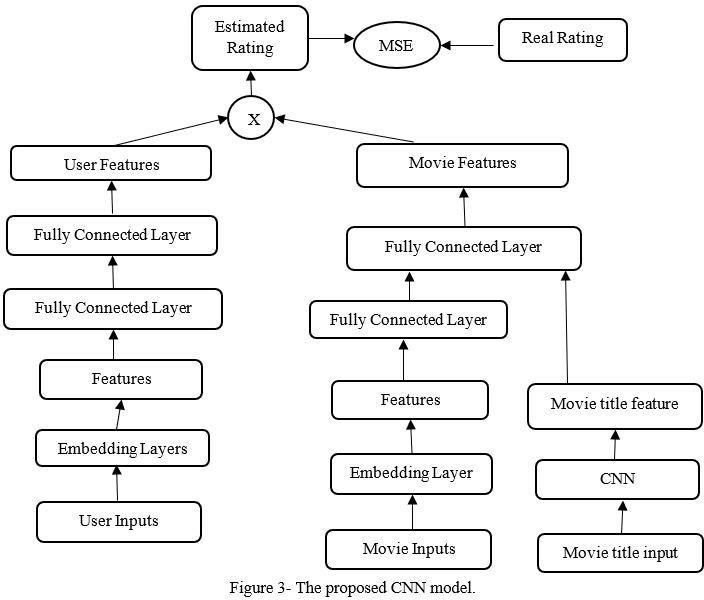 Estimated
Rating
MSE
Real Rating
X
User Features
Movie Features
Fully Connected Layer
Fully Connected Layer
Fully Connected Layer
Fully Connected Layer
Features
Features
Movie title feature
Embedding Layers
Embedding Layer
CNN
User Inputs
Movie Inputs
Movie title input
Figure 3- The proposed CNN model.